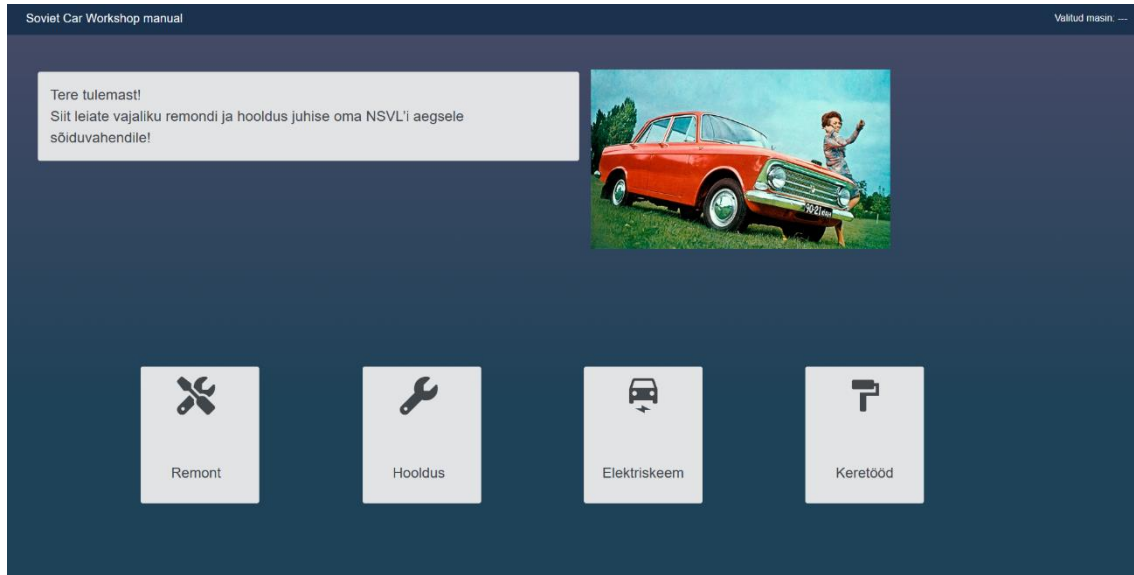 Soviet Car Workshop manual
Valitud masin: ---
Tere tulemast!
Siit leiate vajaliku remondi ja hooldus juhise oma NSVL'i aegsele
sõiduvahendile!
Remont
Hooldus
Elektriskeem
Keretööd